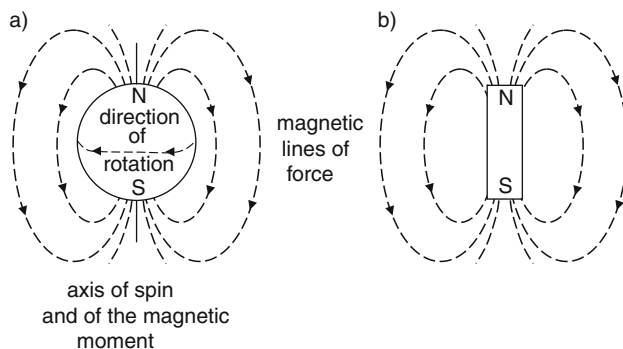 a)
N
direction
of
rotation
S
axis of spin
and of the magnetic
moment
magnetic
lines of
force
b)
N
S